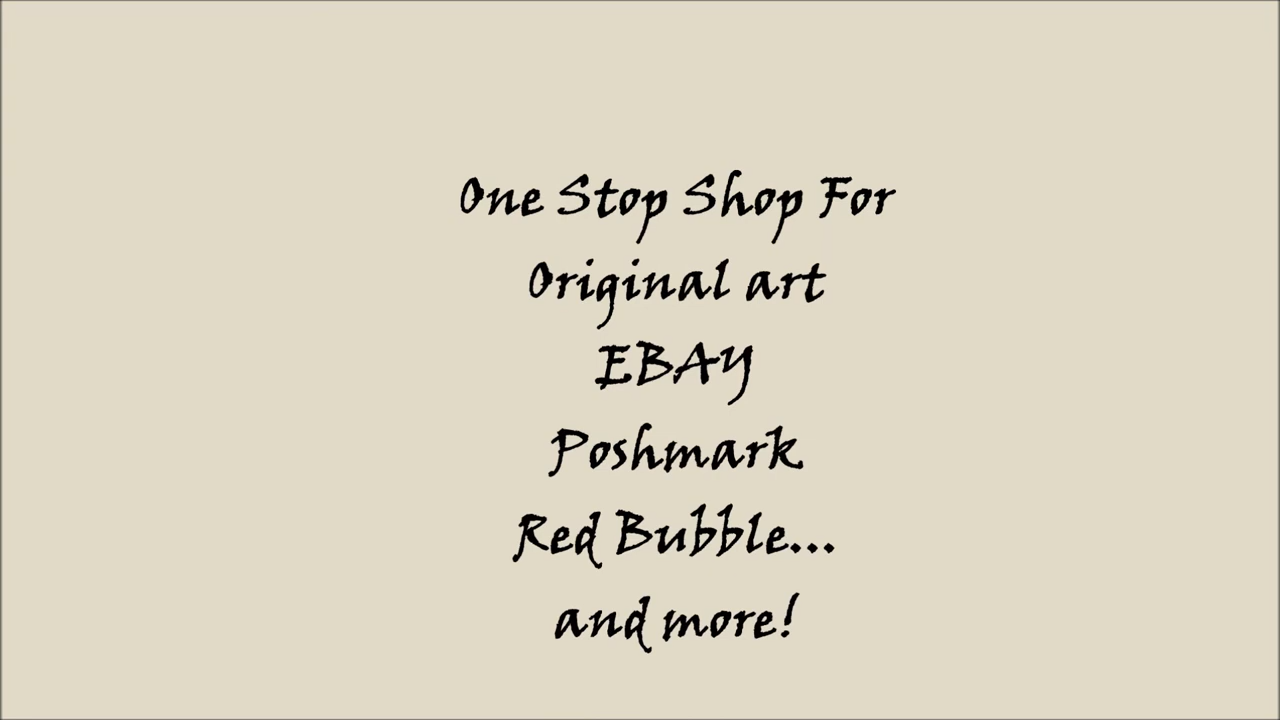 One Stop Shop For
Original art
EBAY
Poshmark
Red Bubble...
and more!